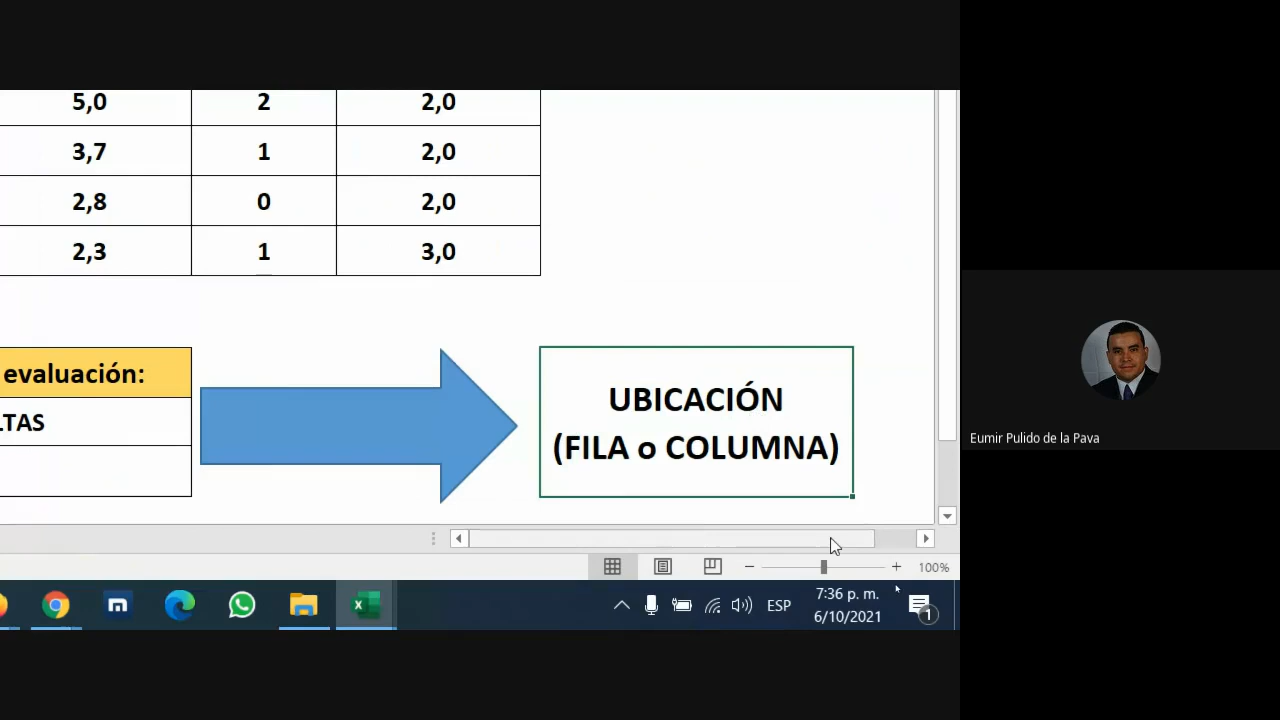 5,0 2 2,0
3,7 1 2,0
2,8 0 2,0
2,3 1 3,0
evaluación:
LTAS
UBICACIÓN
(FILA o COLUMNA)
Eumir Pulido de la Pava
100%
ESP
7:36 p. m.
6/10/2021
1